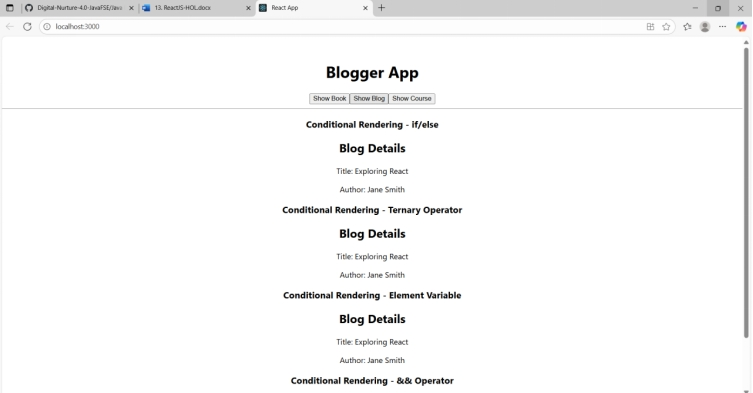 Digital-Nurture-4.0-JavaFSE/Java
13. ReactJS-HOL.docx
React App
localhost:3000
Blogger App
Show Book Show Blog Show Course
Conditional Rendering - if/else
Blog Details
Title: Exploring React
Author: Jane Smith
Conditional Rendering - Ternary Operator
Blog Details
Title: Exploring React
Author: Jane Smith
Conditional Rendering - Element Variable
Blog Details
Title: Exploring React
Author: Jane Smith
Conditional Rendering - && Operator